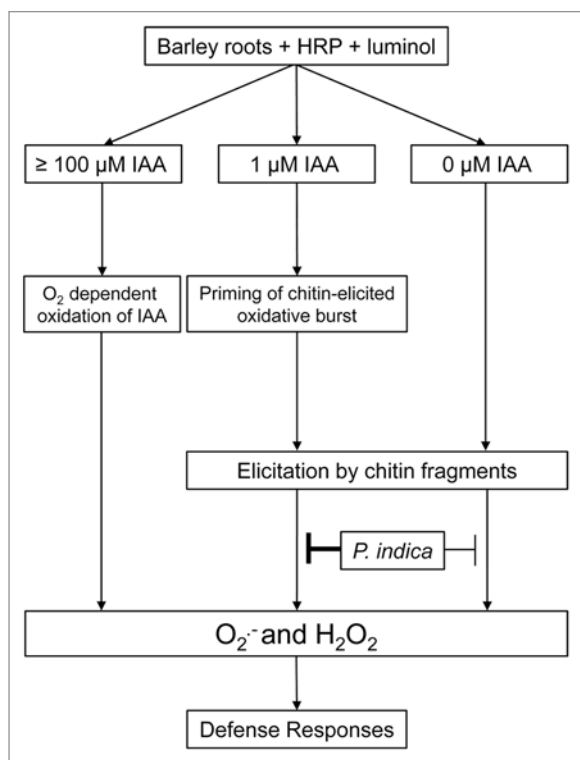 Barley roots + HRP + luminol
≥ 100 µM IAA
1 µM IAA
0 µM IAA
O₂ dependent
oxidation of IAA
Priming of chitin-elicited
oxidative burst
Elicitation by chitin fragments
P. indica
O₂·⁻ and H₂O₂
Defense Responses